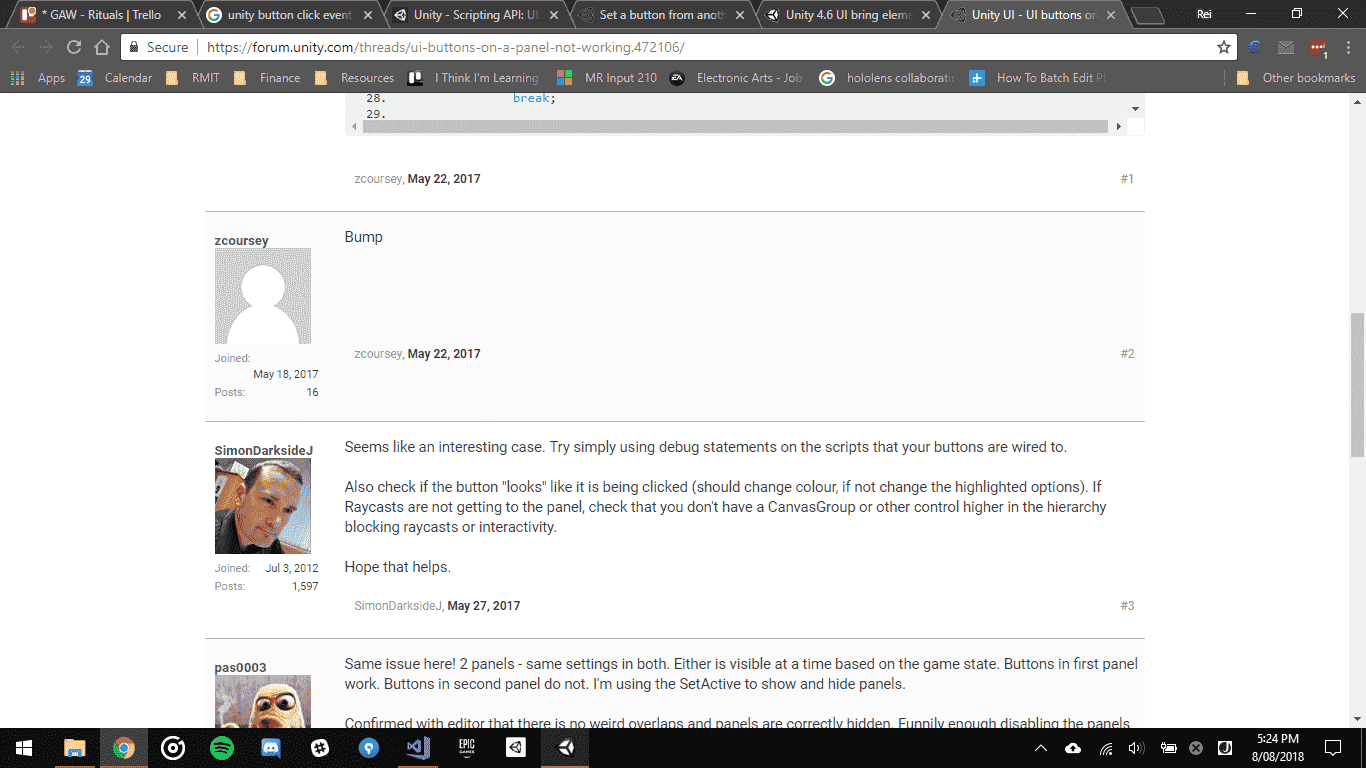 * GAW - Rituals | Trello
unity button click event
Unity - Scripting API: UI.
Set a button from anoth
Unity 4.6 UI bring eleme
Unity UI - UI buttons on
Rei
Secure
https://forum.unity.com/threads/ui-buttons-on-a-panel-not-working.472106/
Apps
29
Calendar
RMIT
Finance
Resources
I Think I'm Learning
MR Input 210
EA
Electronic Arts - Job
hololens collaborati
How To Batch Edit P
Other bookmarks
28. break;
29.
zcoursey, May 22, 2017 #1
zcoursey
Bump
zcoursey, May 22, 2017 #2
Joined:
May 18, 2017
Posts: 16
SimonDarksideJ
Seems like an interesting case. Try simply using debug statements on the scripts that your buttons are wired to.
Also check if the button "looks" like it is being clicked (should change colour, if not change the highlighted options). If
Raycasts are not getting to the panel, check that you don't have a CanvasGroup or other control higher in the hierarchy
blocking raycasts or interactivity.
Hope that helps.
Joined: Jul 3, 2012
Posts: 1,597
SimonDarksideJ, May 27, 2017 #3
pas0003
Same issue here! 2 panels - same settings in both. Either is visible at a time based on the game state. Buttons in first panel
work. Buttons in second panel do not. I'm using the SetActive to show and hide panels.
Confirmed with editor that there is no weird overlaps and panels are correctly hidden. Funnily enough disabling the panels
EPIC
GAMES
5:24 PM
8/08/2018